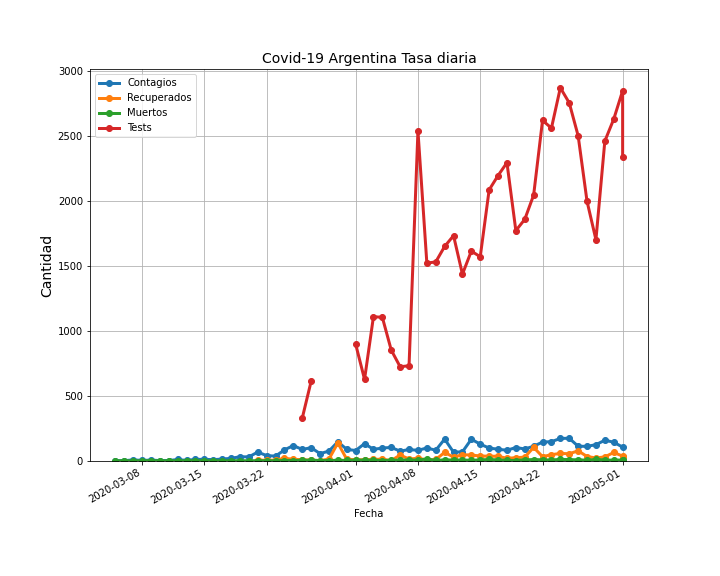 Covid-19 Argentina Tasa diaria
Contagios
Recuperados
Muertos
Tests
3000
2500
2000
1500
1000
500
0
Cantidad
2020-03-08
2020-03-15
2020-03-22
2020-04-01
2020-04-08
2020-04-15
2020-04-22
2020-05-01
Fecha